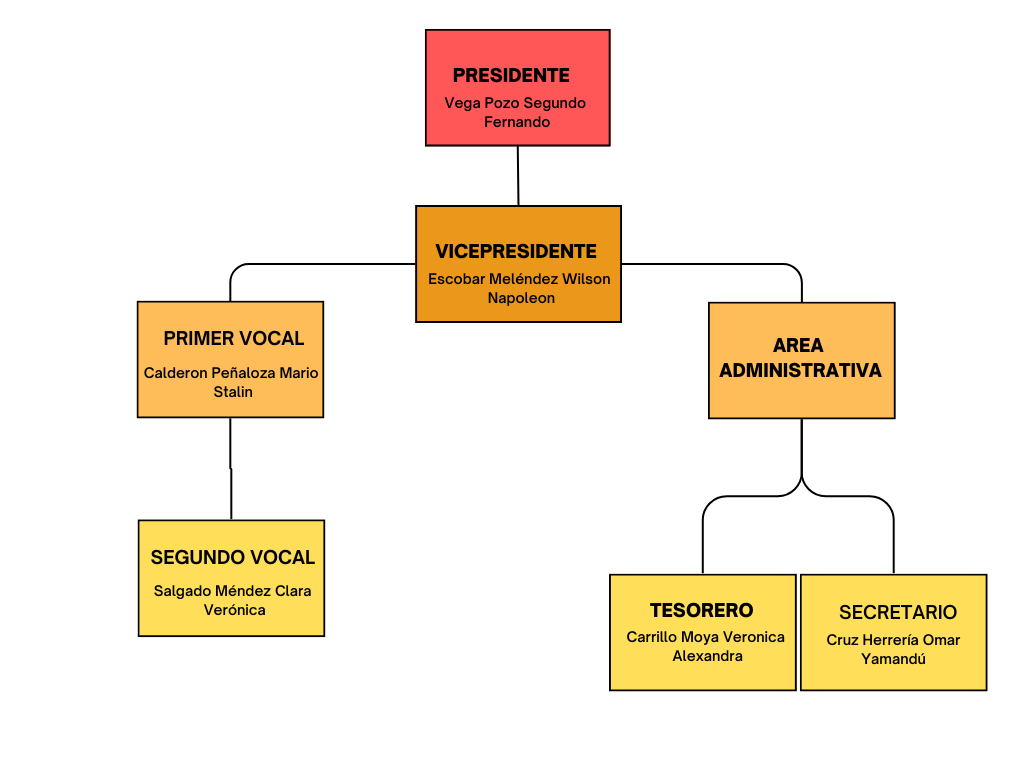 PRESIDENTE
Vega Pozo Segundo
Fernando
VICEPRESIDENTE
Escobar Meléndez Wilson
Napoleon
PRIMER VOCAL
Calderon Peñaloza Mario
Stalin
AREA
ADMINISTRATIVA
SEGUNDO VOCAL
Salgado Méndez Clara
Verónica
TESORERO
Carrillo Moya Veronica
Alexandra
SECRETARIO
Cruz Herrería Omar
Yamandú